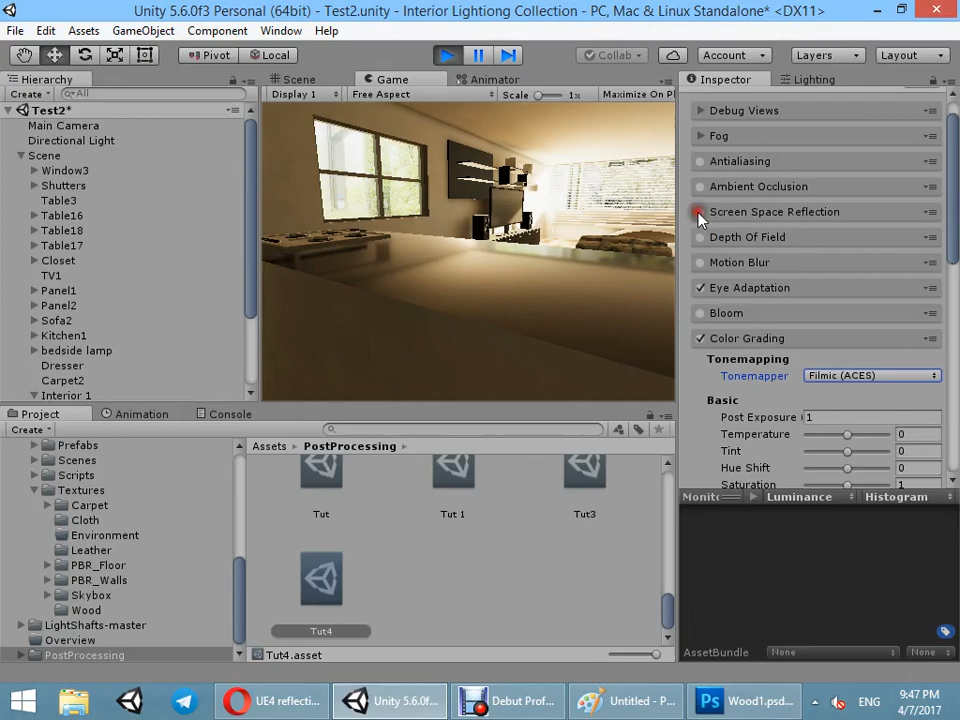 Unity 5.6.0f3 Personal (64bit) - Test2.unity - Interior Lightiong Collection - PC, Mac & Linux Standalone* <DX11>
File Edit Assets GameObject Component Window Help
Pivot Local Collab Account Layers Layout
Hierarchy Scene Game Animator Inspector Lighting
Create All Display 1 Free Aspect Scale 1x Maximize On Pl
Test2*
Main Camera
Directional Light
Scene
Window3
Shutters
Table3
Table16
Table18
Table17
Closet
TV1
Panel1
Panel2
Sofa2
Kitchen1
bedside lamp
Dresser
Carpet2
Interior 1
Debug Views
Fog
Antialiasing
Ambient Occlusion
Screen Space Reflection
Depth Of Field
Motion Blur
Eye Adaptation
Bloom
Color Grading
Tonemapping
Tonemapper Filmic (ACES)
Basic
Post Exposure 1
Temperature 0
Tint 0
Hue Shift 0
Saturation 1
Project Animation Console
Create
Prefabs
Scenes
Scripts
Textures
Carpet
Cloth
Environment
Leather
PBR_Floor
PBR_Walls
Skybox
Wood
LightShafts-master
Overview
PostProcessing
Assets PostProcessing
Tut Tut 1 Tut3
Tut4
Tut4.asset
Monitc Luminance Histogram
AssetBundle None None
UE4 reflecti... Unity 5.6.0f... Debut Prof... Untitled - P... Wood1.psd... ENG 9:47 PM
4/7/2017